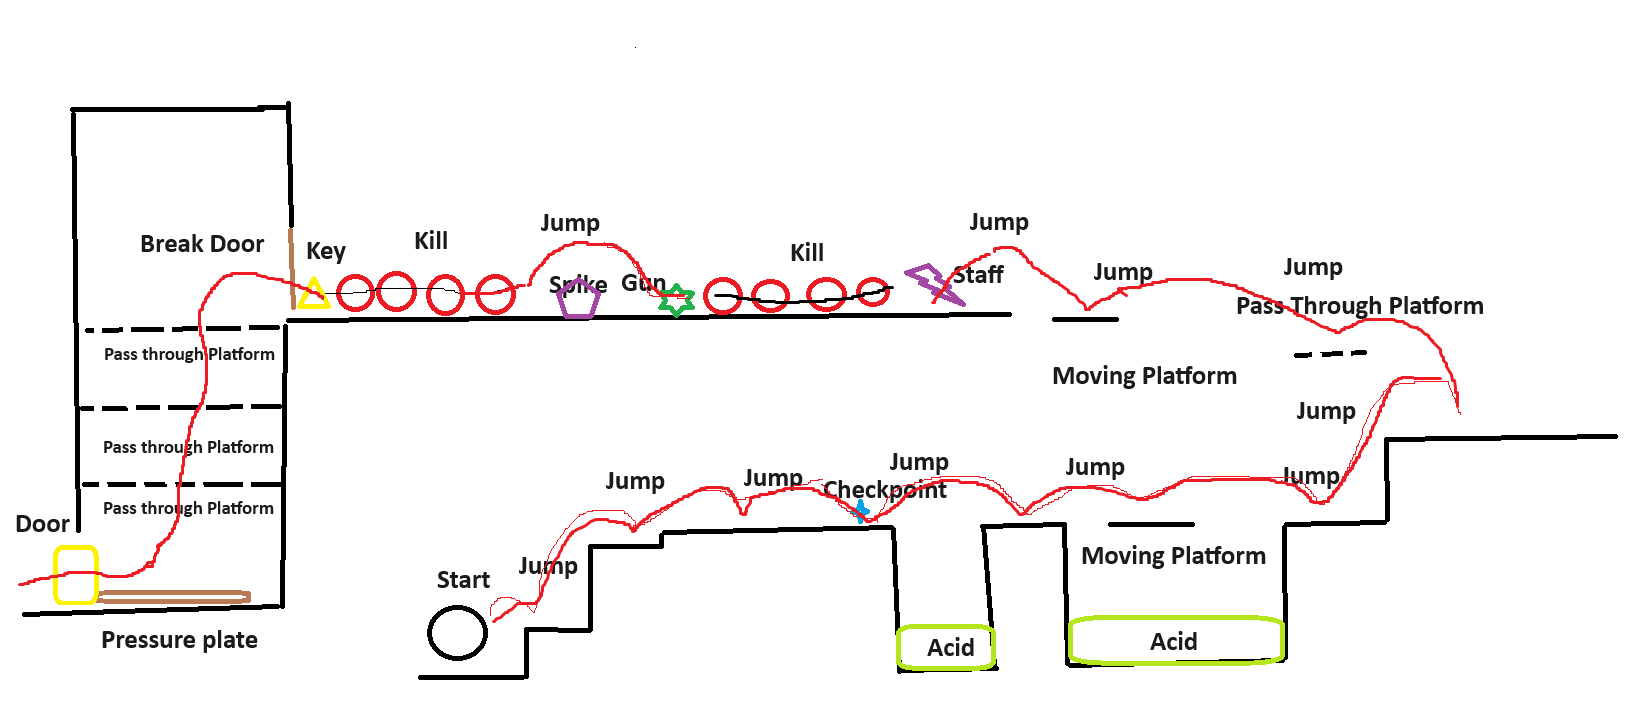 Jump
Jump
Break Door
Key
Kill
Kill
Jump
Jump
Spike
Gun
Staff
Pass Through Platform
Pass through Platform
Moving Platform
Jump
Pass through Platform
Jump
Jump
Jump
Jump
Jump
Checkpoint
Pass through Platform
Door
Moving Platform
Jump
Start
Pressure plate
Acid
Acid